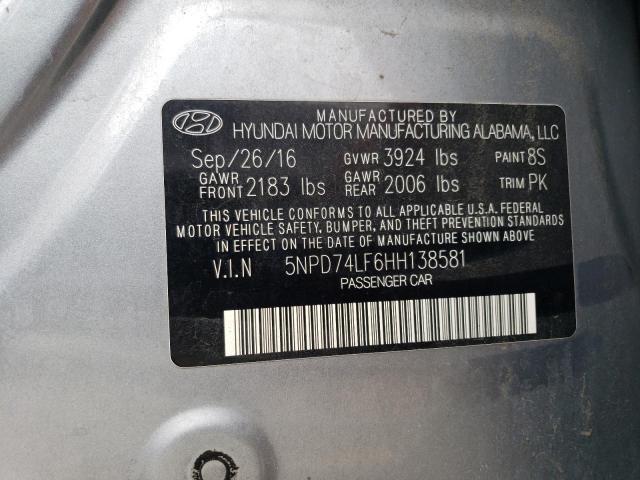 MANUFACTURED BY
HYUNDAI MOTOR MANUFACTURING ALABAMA, LLC
Sep/26/16 GVWR 3924 lbs PAINT 8S
GAWR FRONT 2183 lbs GAWR REAR 2006 lbs TRIM PK
THIS VEHICLE CONFORMS TO ALL APPLICABLE U.S.A. FEDERAL
MOTOR VEHICLE SAFETY, BUMPER, AND THEFT PREVENTION STANDARDS
IN EFFECT ON THE DATE OF MANUFACTURE SHOWN ABOVE.
V.I.N 5NPD74LF6HH138581
PASSENGER CAR